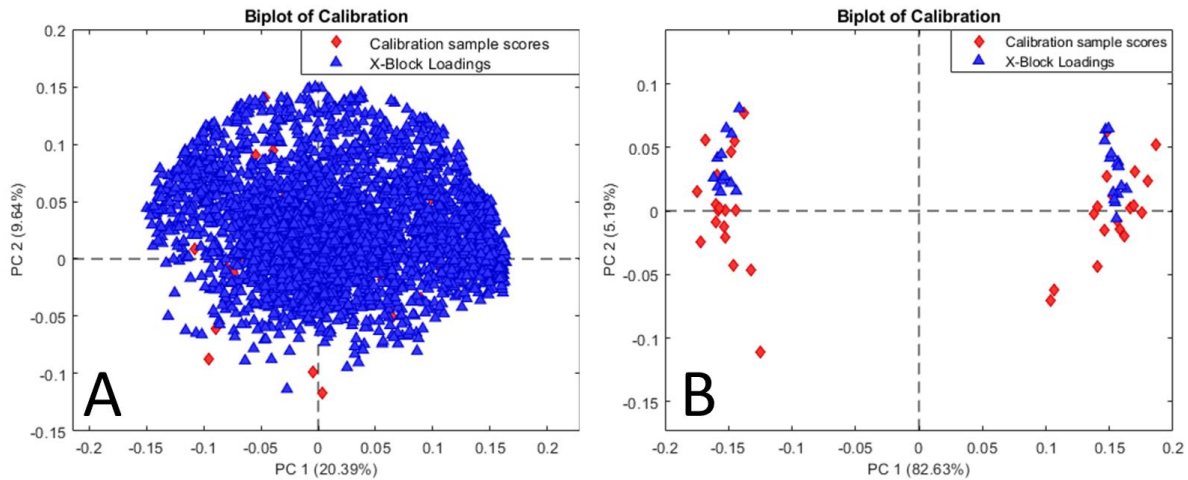 Biplot of Calibration
0.2
0.15
0.1
0.05
0
-0.05
-0.1
-0.15
PC 2 (9.64%)
Calibration sample scores
X-Block Loadings
A
-0.2 -0.15 -0.1 -0.05 0 0.05 0.1 0.15 0.2
PC 1 (20.39%)
Biplot of Calibration
0.1
0.05
0
-0.05
-0.1
-0.15
PC 2 (5.19%)
Calibration sample scores
X-Block Loadings
B
-0.2 -0.15 -0.1 -0.05 0 0.05 0.1 0.15 0.2
PC 1 (82.63%)